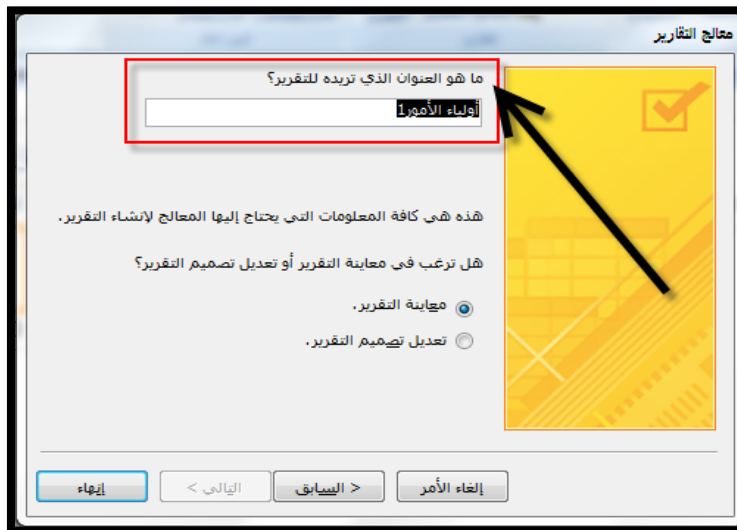 معالج التقارير
ما هو العنوان الذي تريده للتقرير؟
أولياء الأمور1
هذه هي كافة المعلومات التي يحتاج إليها المعالج لإنشاء التقرير.
هل ترغب في معاينة التقرير أو تعديل تصميم التقرير؟
معاينة التقرير.
تعديل تصميم التقرير.
إلغاء الأمر < السابق التالي > إنهاء